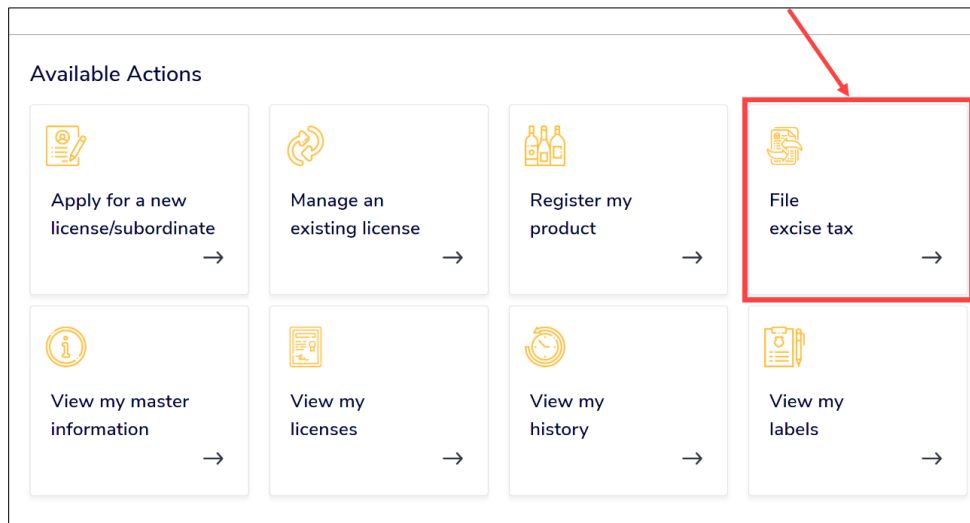 Available Actions
Apply for a new
license/subordinate
Manage an
existing license
Register my
product
File
excise tax
View my master
information
View my
licenses
View my
history
View my
labels